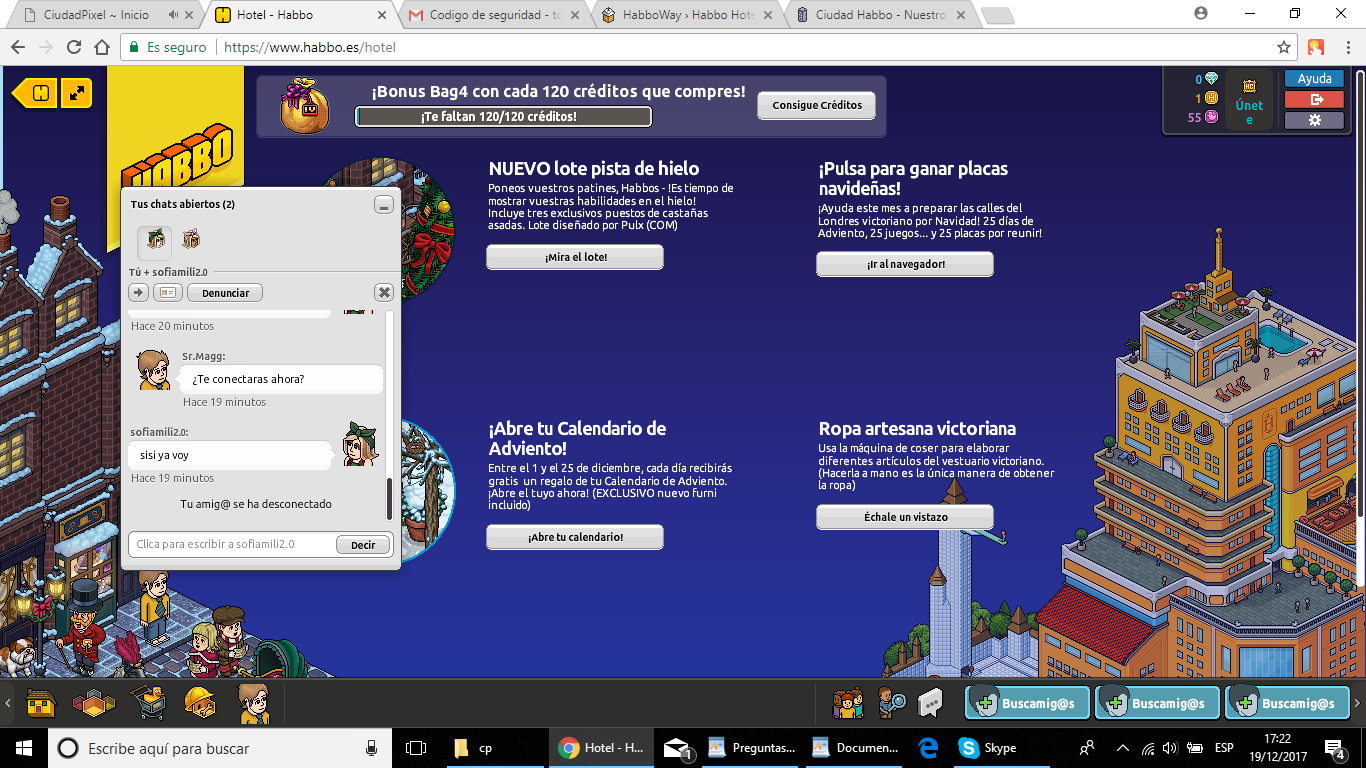 CiudadPixel ~ Inicio
Hotel - Habbo
Codigo de seguridad - to
HabboWay › Habbo Hote
Ciudad Habbo - Nuestro
Es seguro
https://www.habbo.es/hotel
¡Bonus Bag4 con cada 120 créditos que compres!
¡Te faltan 120/120 créditos!
Consigue Créditos
0
1
55
HC
Únet
e
Ayuda
HABBO
NUEVO lote pista de hielo
Poneos vuestros patines, Habbos - !Es tiempo de
mostrar vuestras habilidades en el hielo!
Incluye tres exclusivos puestos de castañas
asadas. Lote diseñado por Pulx (COM)
¡Mira el lote!
¡Pulsa para ganar placas
navideñas!
¡Ayuda este mes a preparar las calles del
Londres victoriano por Navidad! 25 días de
Adviento, 25 juegos... y 25 placas por reunir!
¡Ir al navegador!
Tus chats abiertos (2)
Tú + sofiamili2.0
Denunciar
Hace 20 minutos
Sr.Magg:
¿Te conectaras ahora?
Hace 19 minutos
sofiamili2.0:
sisi ya voy
Hace 19 minutos
Tu amig@ se ha desconectado
Clica para escribir a sofiamili2.0
Decir
¡Abre tu Calendario de
Adviento!
Entre el 1 y el 25 de diciembre, cada día recibirás
gratis un regalo de tu Calendario de Adviento.
¡Abre el tuyo ahora! (EXCLUSIVO nuevo furni
incluido)
¡Abre tu calendario!
Ropa artesana victoriana
Usa la máquina de coser para elaborar
diferentes artículos del vestuario victoriano.
(Hacerla a mano es la única manera de obtener
la ropa)
Échale un vistazo
Buscamig@s
Buscamig@s
Buscamig@s
Escribe aquí para buscar
cp
Hotel - H...
1
Preguntas...
Documen...
Skype
ESP
17:22
19/12/2017
4